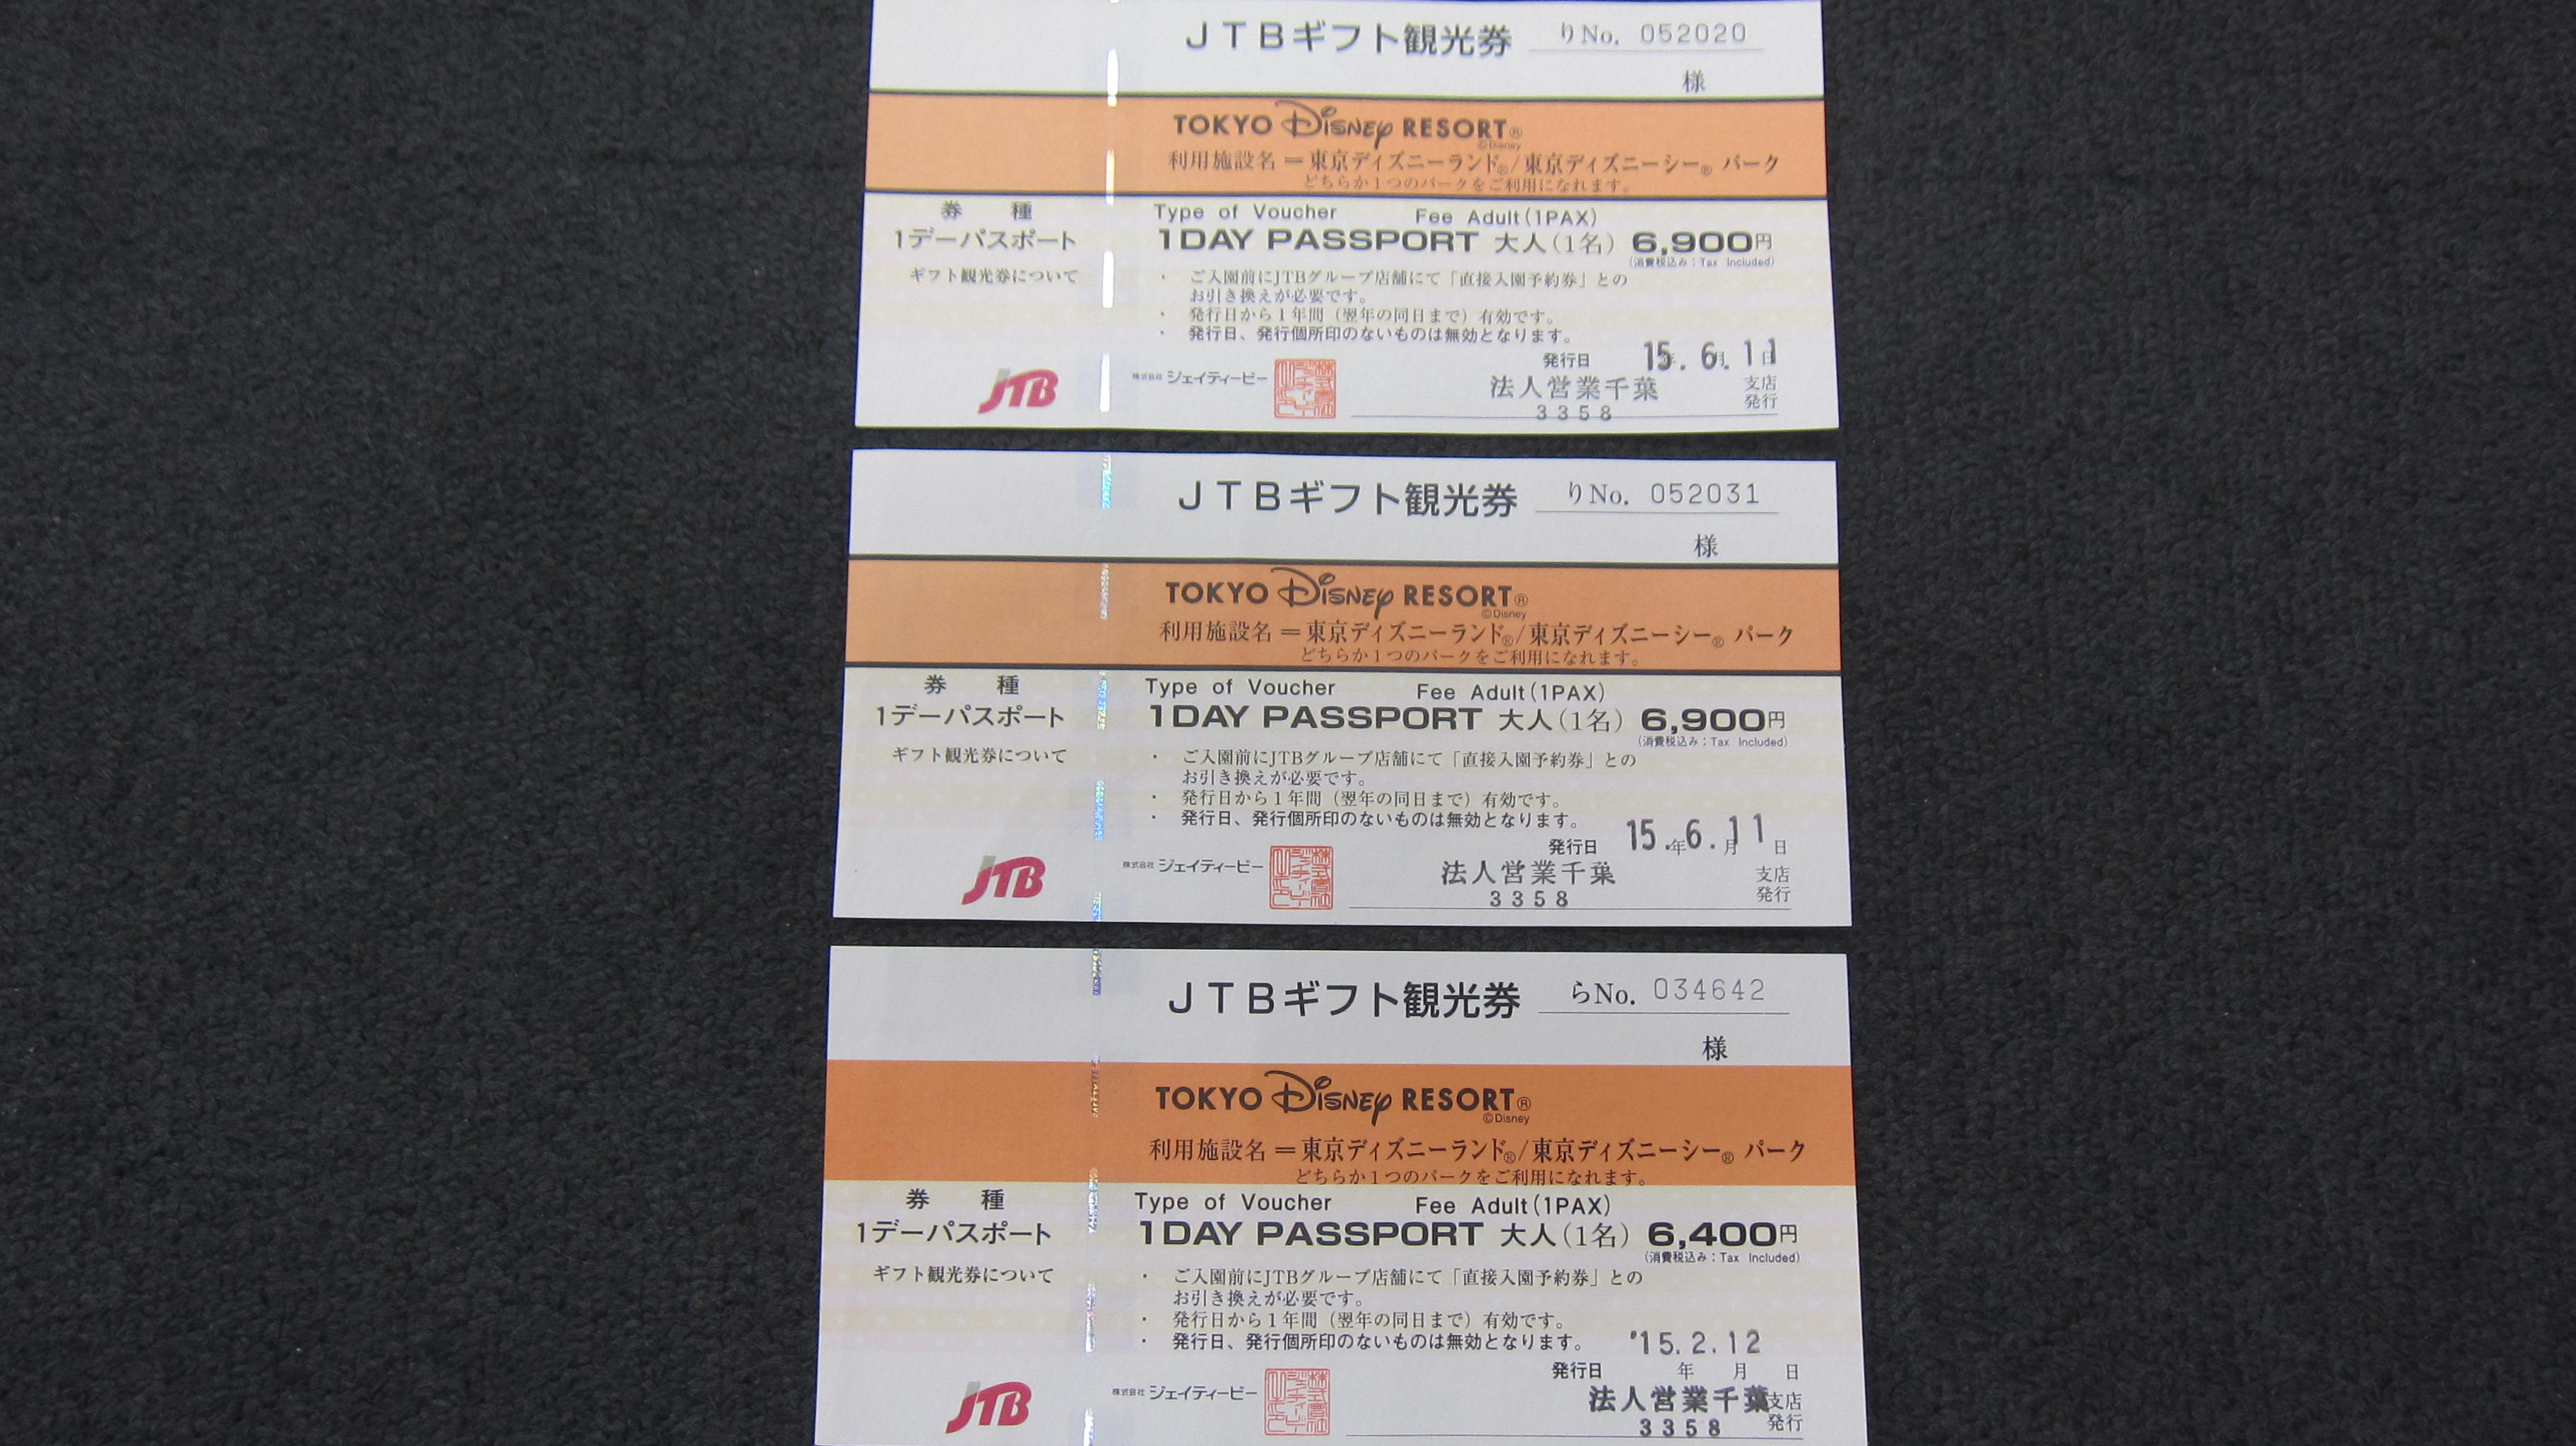 JTBギフト観光券 りNo. 052020
様
TOKYO Disney RESORT®
©Disney
利用施設名＝東京ディズニーランド®/東京ディズニーシー® パーク
どちらか1つのパークをご利用になれます。
券 種 Type of Voucher Fee Adult(1PAX)
1デーパスポート 1DAY PASSPORT 大人(1名) 6,900円
(消費税込み:Tax Included)
ギフト観光券について ・ ご入園前にJTBグループ店舗にて「直接入園予約券」との
お引き換えが必要です。
・ 発行日から1年間(翌年の同日まで)有効です。
・ 発行日、発行個所印のないものは無効となります。
発行日 15年6月11日
JTB 株式会社 ジェイティービー 法人営業千葉 支店
3358 発行
JTBギフト観光券 りNo. 052031
様
TOKYO Disney RESORT®
©Disney
利用施設名＝東京ディズニーランド®/東京ディズニーシー® パーク
どちらか1つのパークをご利用になれます。
券 種 Type of Voucher Fee Adult(1PAX)
1デーパスポート 1DAY PASSPORT 大人(1名) 6,900円
(消費税込み:Tax Included)
ギフト観光券について ・ ご入園前にJTBグループ店舗にて「直接入園予約券」との
お引き換えが必要です。
・ 発行日から1年間(翌年の同日まで)有効です。
・ 発行日、発行個所印のないものは無効となります。
発行日 15.年6.月11日
JTB 株式会社 ジェイティービー 法人営業千葉 支店
3358 発行
JTBギフト観光券 らNo. 034642
様
TOKYO Disney RESORT®
©Disney
利用施設名＝東京ディズニーランド®/東京ディズニーシー® パーク
どちらか1つのパークをご利用になれます。
券 種 Type of Voucher Fee Adult(1PAX)
1デーパスポート 1DAY PASSPORT 大人(1名) 6,400円
(消費税込み:Tax Included)
ギフト観光券について ・ ご入園前にJTBグループ店舗にて「直接入園予約券」との
お引き換えが必要です。
・ 発行日から1年間(翌年の同日まで)有効です。
・ 発行日、発行個所印のないものは無効となります。
'15.2.12
発行日 年 月 日
JTB 株式会社 ジェイティービー 法人営業千葉 支店
3358 発行